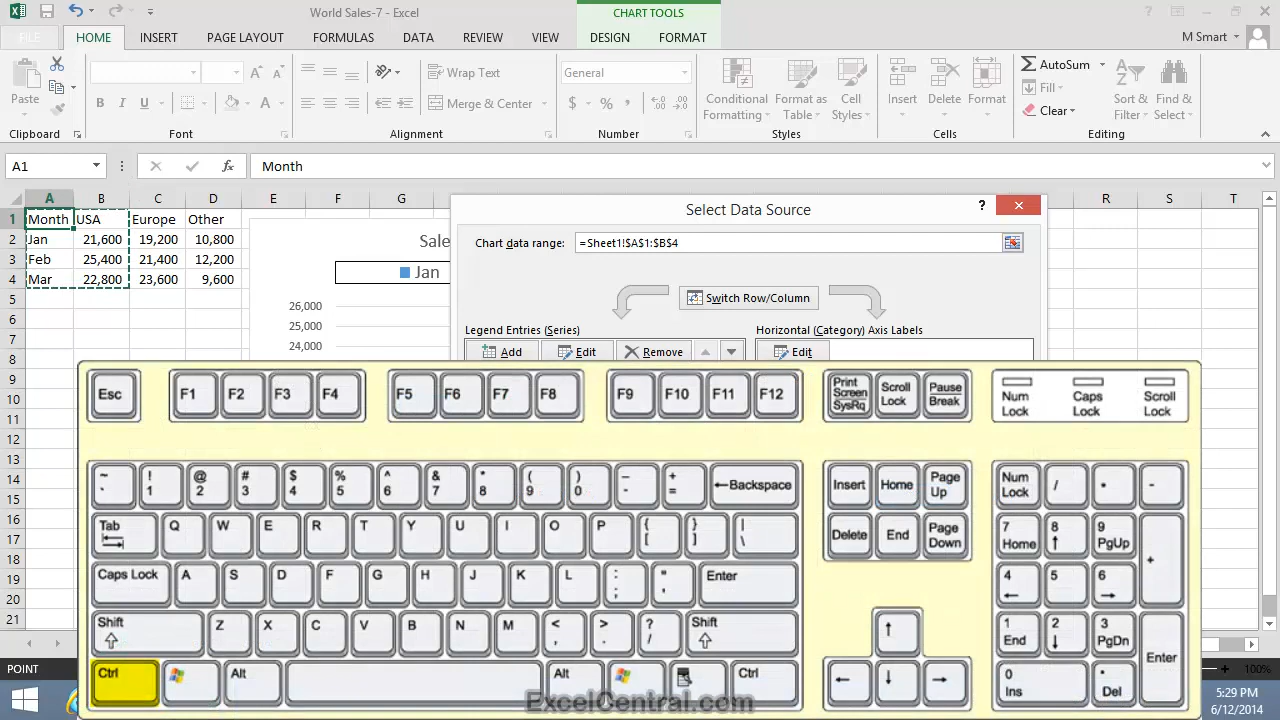 World Sales-7 - Excel
CHART TOOLS
FILE HOME INSERT PAGE LAYOUT FORMULAS DATA REVIEW VIEW DESIGN FORMAT M Smart
Paste
B I U A
Wrap Text
Merge & Center
General
$ % ,
Conditional Formatting
Format as Table
Cell Styles
Insert Delete Format
AutoSum
Fill
Clear
Sort & Filter
Find & Select
Clipboard Font Alignment Number Styles Cells Editing
A1 fx Month
A B C D E F G R S T
1 Month USA Europe Other
2 Jan 21,600 19,200 10,800
3 Feb 25,400 21,400 12,200
4 Mar 22,800 23,600 9,600
5
6
7
8
9
10
11
12
13
14
15
16
17
18
19
20
21
Sale
Jan
26,000
25,000
24,000
Select Data Source ?
Chart data range: =Sheet1!$A$1:$B$4
Switch Row/Column
Legend Entries (Series) Horizontal (Category) Axis Labels
Add Edit Remove Edit
Esc F1 F2 F3 F4 F5 F6 F7 F8 F9 F10 F11 F12 Print Screen SysRq Scroll Lock Pause Break Num Lock Caps Lock Scroll Lock
~ ` ! 1 @ 2 # 3 $ 4 % 5 ^ 6 & 7 * 8 ( 9 ) 0 _ - + = ←Backspace Insert Home Page Up Num Lock / * -
Tab Q W E R T Y U I O P { [ } ] | \ Delete End Page Down 7 Home 8 ↑ 9 PgUp +
Caps Lock A S D F G H J K L : ; " ' Enter 4 ← 5 6 →
Shift Z X C V B N M < , > . ? / Shift ↑ 1 End 2 ↓ 3 PgDn Enter
Ctrl Alt Alt Ctrl ← ↓ → 0 Ins . Del
ExcelCentral.com
POINT 100%
5:29 PM
6/12/2014